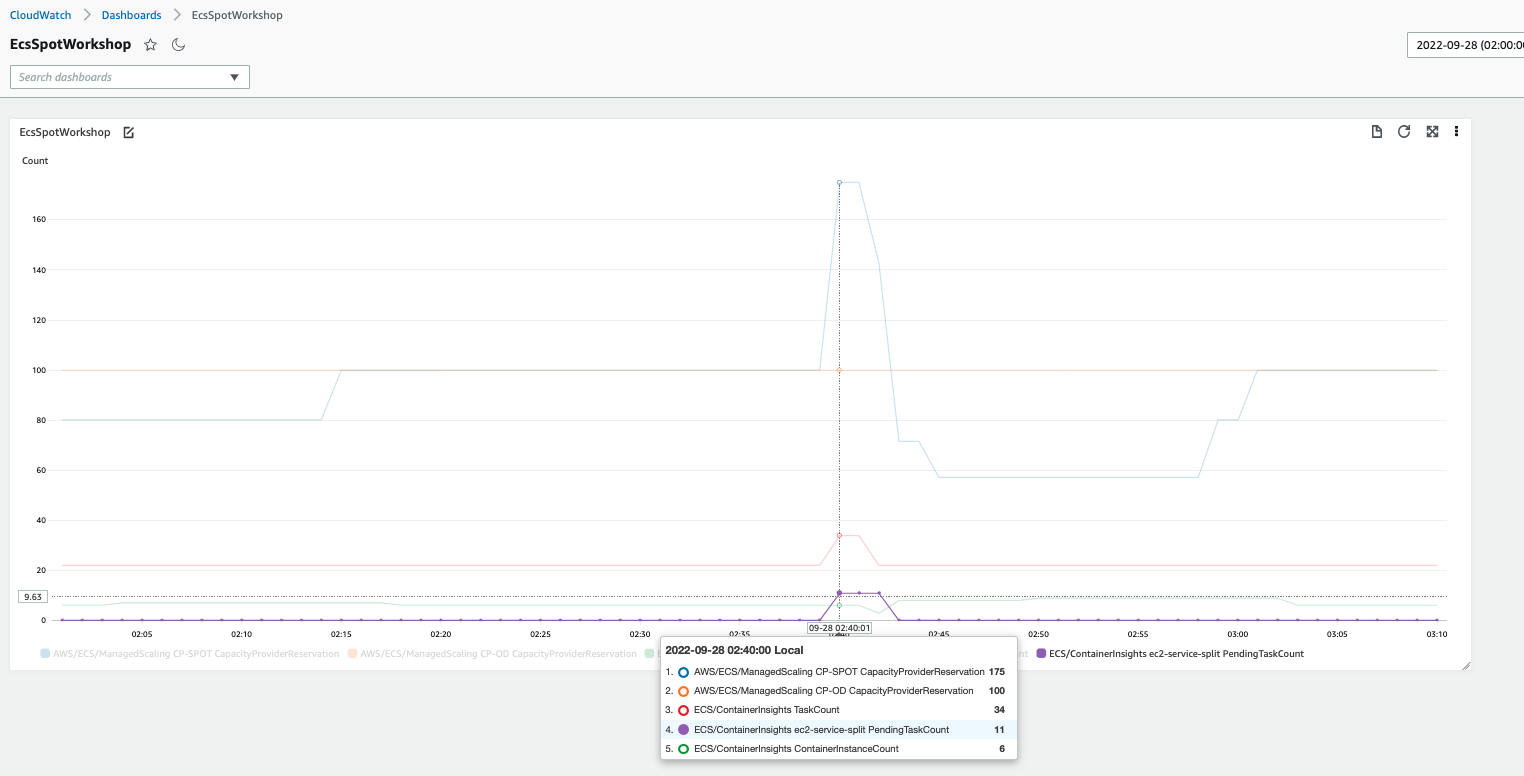 CloudWatch > Dashboards > EcsSpotWorkshop
EcsSpotWorkshop
2022-09-28 (02:00:00
Search dashboards
EcsSpotWorkshop
Count
160
140
120
100
80
60
40
20
9.63
0
02:05 02:10 02:15 02:20 02:25 02:30 02:35 09-28 02:40:01 02:45 02:50 02:55 03:00 03:05 03:10
AWS/ECS/ManagedScaling CP-SPOT CapacityProviderReservation AWS/ECS/ManagedScaling CP-OD CapacityProviderReservation ECS/ContainerInsights ec2-service-split PendingTaskCount
2022-09-28 02:40:00 Local
1. AWS/ECS/ManagedScaling CP-SPOT CapacityProviderReservation 175
2. AWS/ECS/ManagedScaling CP-OD CapacityProviderReservation 100
3. ECS/ContainerInsights TaskCount 34
4. ECS/ContainerInsights ec2-service-split PendingTaskCount 11
5. ECS/ContainerInsights ContainerInstanceCount 6